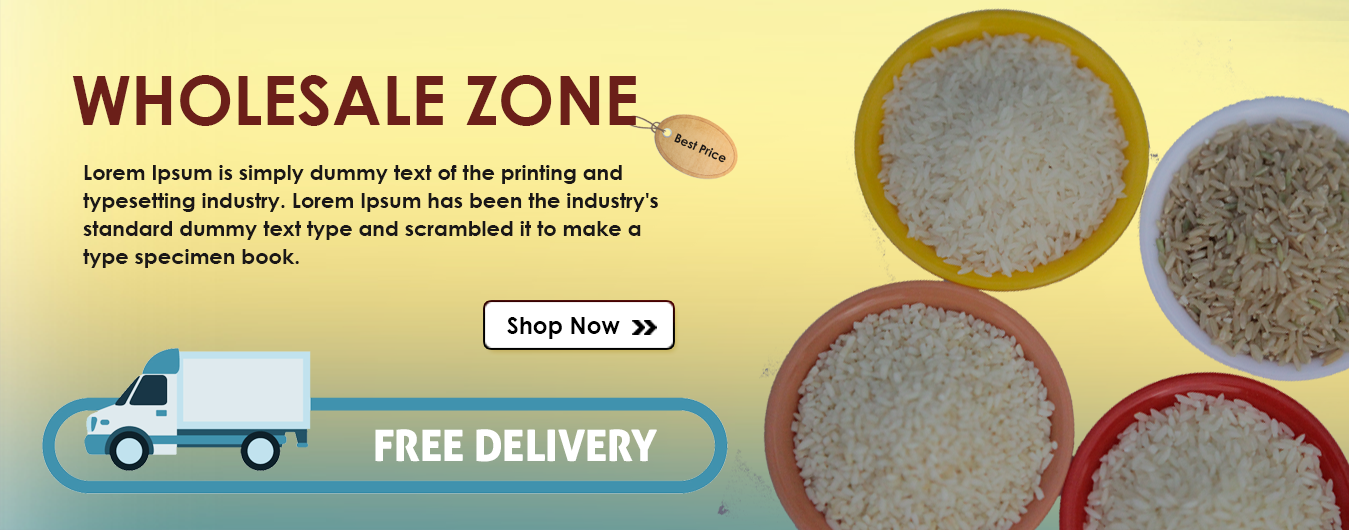 WHOLESALE ZONE
Best Price
Lorem Ipsum is simply dummy text of the printing and
typesetting industry. Lorem Ipsum has been the industry's
standard dummy text type and scrambled it to make a
type specimen book.
Shop Now
FREE DELIVERY